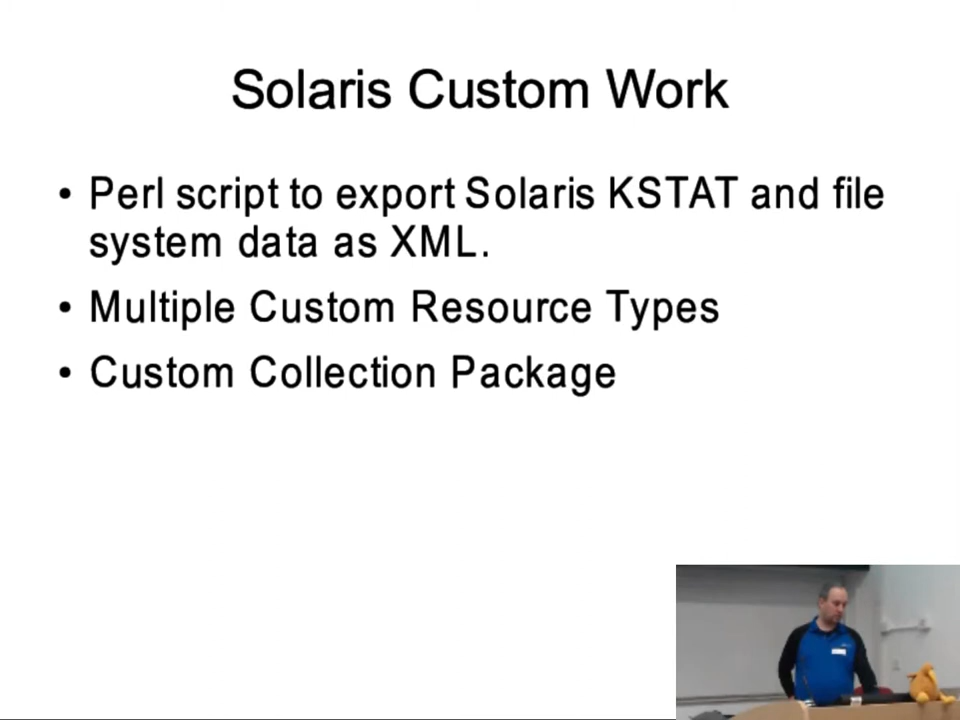 Solaris Custom Work
• Perl script to export Solaris KSTAT and file
system data as XML.
• Multiple Custom Resource Types
• Custom Collection Package